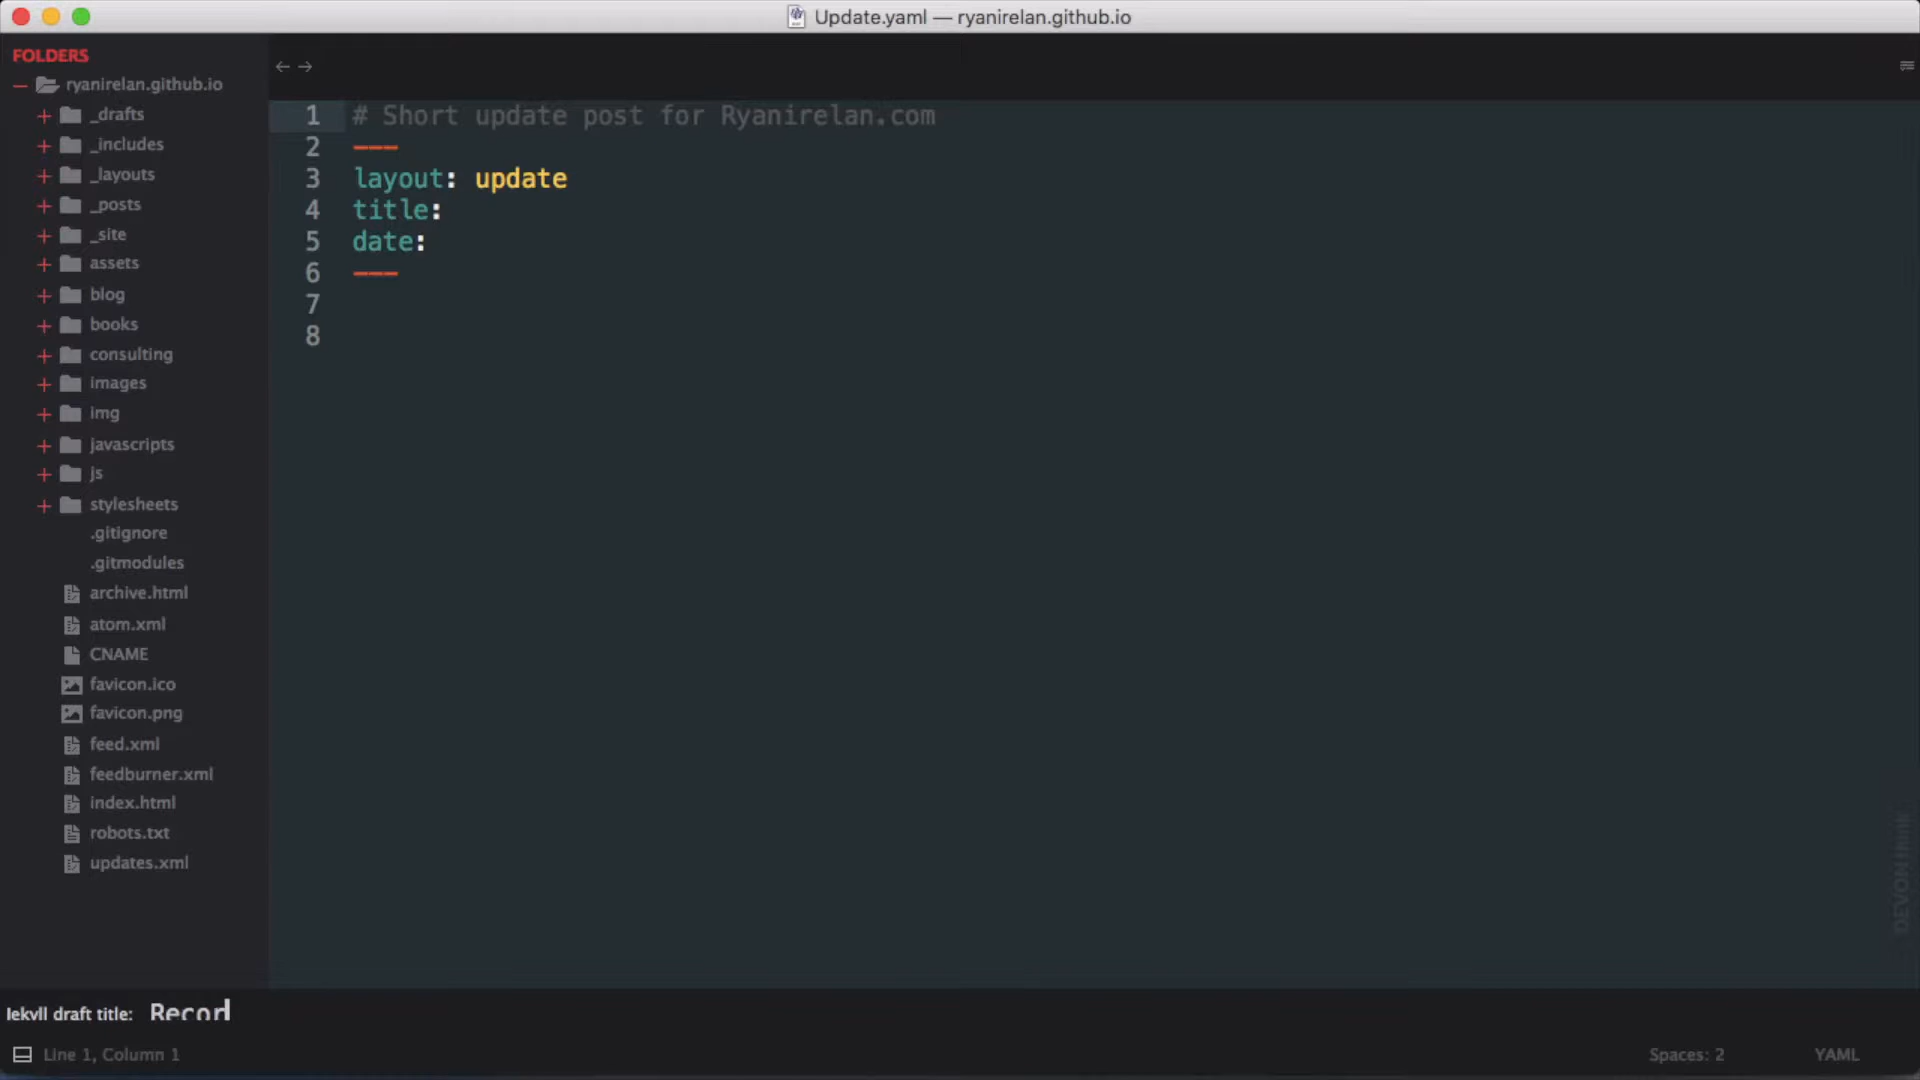 Update.yaml — ryanirelan.github.io
FOLDERS
ryanirelan.github.io
_drafts
_includes
_layouts
_posts
_site
assets
blog
books
consulting
images
img
javascripts
js
stylesheets
.gitignore
.gitmodules
archive.html
atom.xml
CNAME
favicon.ico
favicon.png
feed.xml
feedburner.xml
index.html
robots.txt
updates.xml
1 # Short update post for Ryanirelan.com
2 ---
3 layout: update
4 title:
5 date:
6 ---
7
8
DEVONthink
Jekyll draft title: Record
Line 1, Column 1
Spaces: 2
YAML